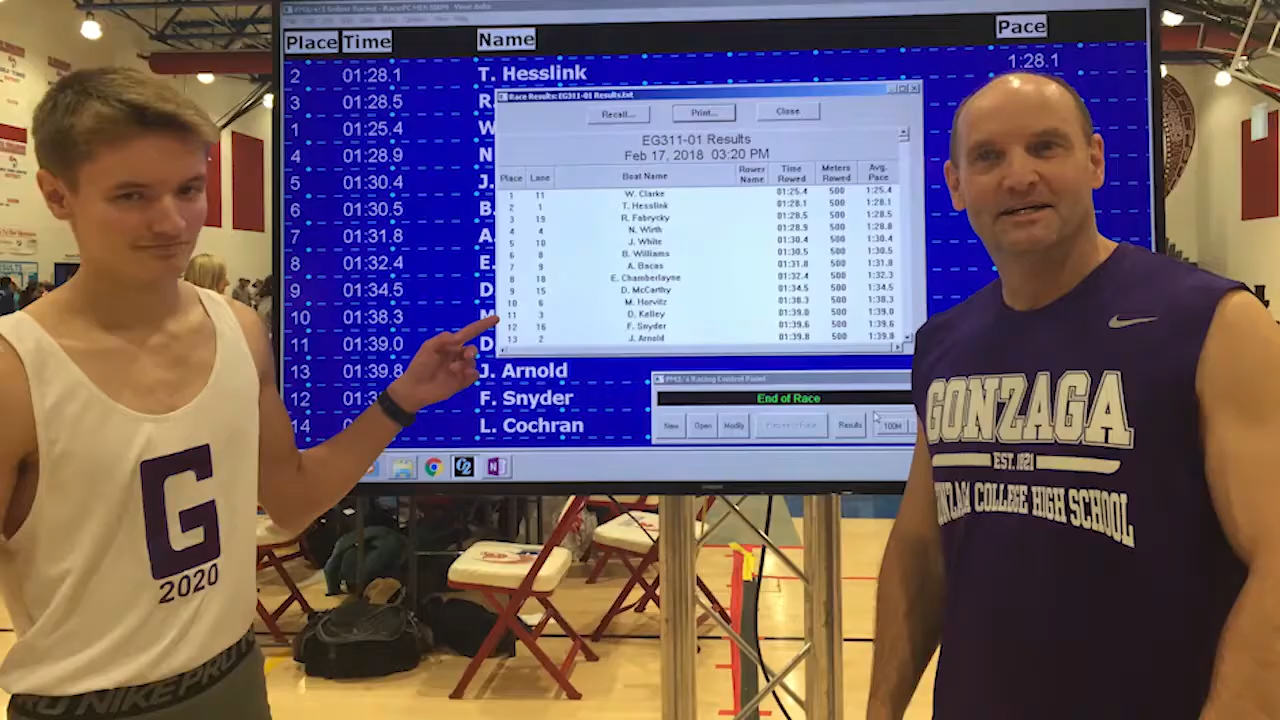 Place Time Name Pace
2 01:28.1 T. Hesslink 1:28.1
3 01:28.5 R.
1 01:25.4 W
4 01:28.9 N
5 01:30.4 J.
6 01:30.5 B.
7 01:31.8 A.
8 01:32.4 E.
9 01:34.5 D
10 01:38.3 M
11 01:39.0 D
13 01:39.8 J. Arnold
12 01:3 F. Snyder
14 L. Cochran
Race Results: EG311-01 Results.txt
Recall... Print... Close
EG311-01 Results
Feb 17, 2018 03:20 PM
Place Lane Boat Name Rower Name Time Rowed Meters Rowed Avg. Pace
1 11 W. Clarke 01:25.4 500 1:25.4
2 1 T. Hesslink 01:28.1 500 1:28.1
3 19 R. Fabrycky 01:28.5 500 1:28.5
4 4 N. Wirth 01:28.9 500 1:28.8
5 10 J. White 01:30.4 500 1:30.4
6 8 B. Williams 01:30.5 500 1:30.5
7 9 A. Bacas 01:31.8 500 1:31.8
8 18 E. Chamberlayne 01:32.4 500 1:32.3
9 15 D. McCarthy 01:34.5 500 1:34.5
10 6 M. Horvitz 01:38.3 500 1:38.3
11 3 D. Kelley 01:39.0 500 1:39.0
12 16 F. Snyder 01:39.6 500 1:39.6
13 2 J. Arnold 01:39.8 500 1:39.8
Racing Control Panel
End of Race
New Open Modify Results 100M
G
2020
PRO NIKE PRO
GONZAGA
EST. 1821
ONZAGA COLLEGE HIGH SCHOOL